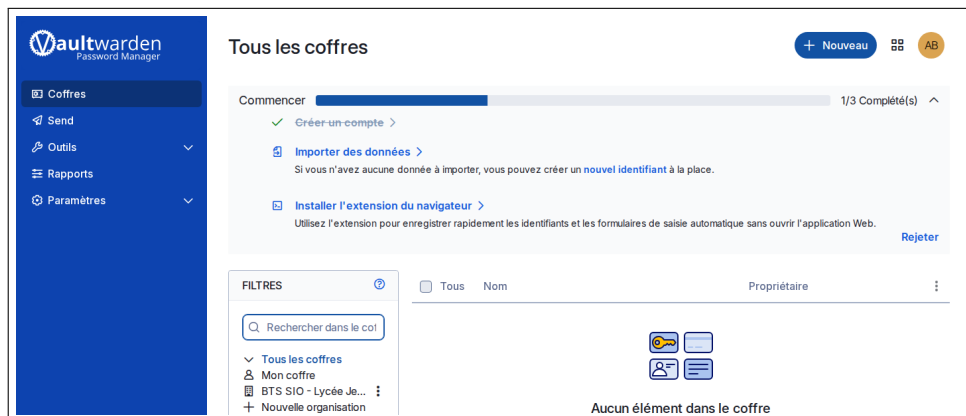 Vaultwarden
Password Manager
Coffres
Send
Outils
Rapports
Paramètres
Tous les coffres
Nouveau
AB
Commencer
1/3 Complété(s)
Créer un compte
Importer des données
Si vous n'avez aucune donnée à importer, vous pouvez créer un nouvel identifiant à la place.
Installer l'extension du navigateur
Utilisez l'extension pour enregistrer rapidement les identifiants et les formulaires de saisie automatique sans ouvrir l'application Web.
Rejeter
FILTRES
Rechercher dans le cof
Tous les coffres
Mon coffre
BTS SIO - Lycée Je...
Nouvelle organisation
Tous Nom Propriétaire
Aucun élément dans le coffre